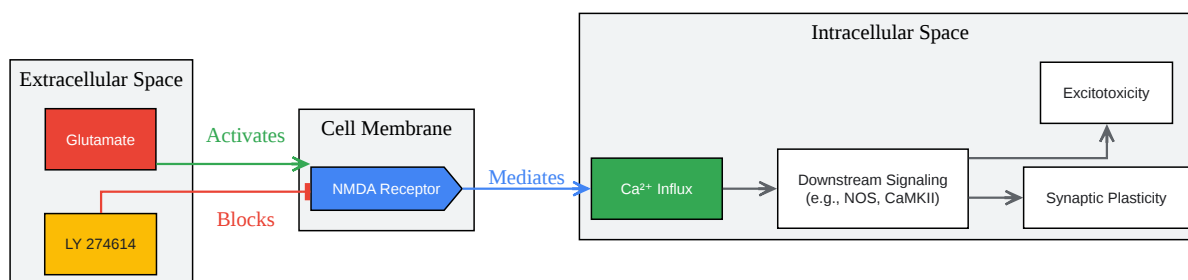 Extracellular Space
Glutamate
LY 274614
Activates
Blocks
Cell Membrane
NMDA Receptor
Mediates
Intracellular Space
Ca²⁺ Influx
Downstream Signaling
(e.g., NOS, CaMKII)
Excitotoxicity
Synaptic Plasticity